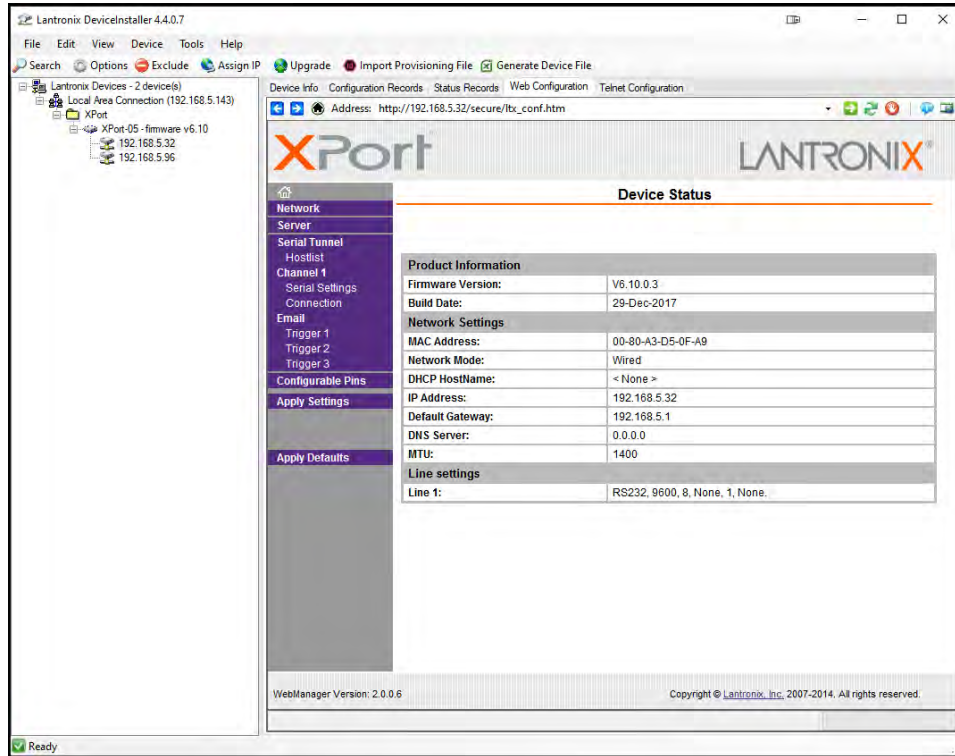 Lantronix DeviceInstaller 4.4.0.7
File Edit View Device Tools Help
Search Options Exclude Assign IP Upgrade Import Provisioning File Generate Device File
Lantronix Devices - 2 device(s)
Local Area Connection (192.168.5.143)
XPort
XPort-05 - firmware v6.10
192.168.5.32
192.168.5.96
Device Info Configuration Records Status Records Web Configuration Telnet Configuration
Address: http://192.168.5.32/secure/ltx_conf.htm
XPort LANTRONIX®
Network
Server
Serial Tunnel
Hostlist
Channel 1
Serial Settings
Connection
Email
Trigger 1
Trigger 2
Trigger 3
Configurable Pins
Apply Settings
Apply Defaults
Device Status
Product Information
Firmware Version: V6.10.0.3
Build Date: 29-Dec-2017
Network Settings
MAC Address: 00-80-A3-D5-0F-A9
Network Mode: Wired
DHCP HostName: < None >
IP Address: 192.168.5.32
Default Gateway: 192.168.5.1
DNS Server: 0.0.0.0
MTU: 1400
Line settings
Line 1: RS232, 9600, 8, None, 1, None.
WebManager Version: 2.0.0.6 Copyright © Lantronix, Inc. 2007-2014. All rights reserved.
Ready